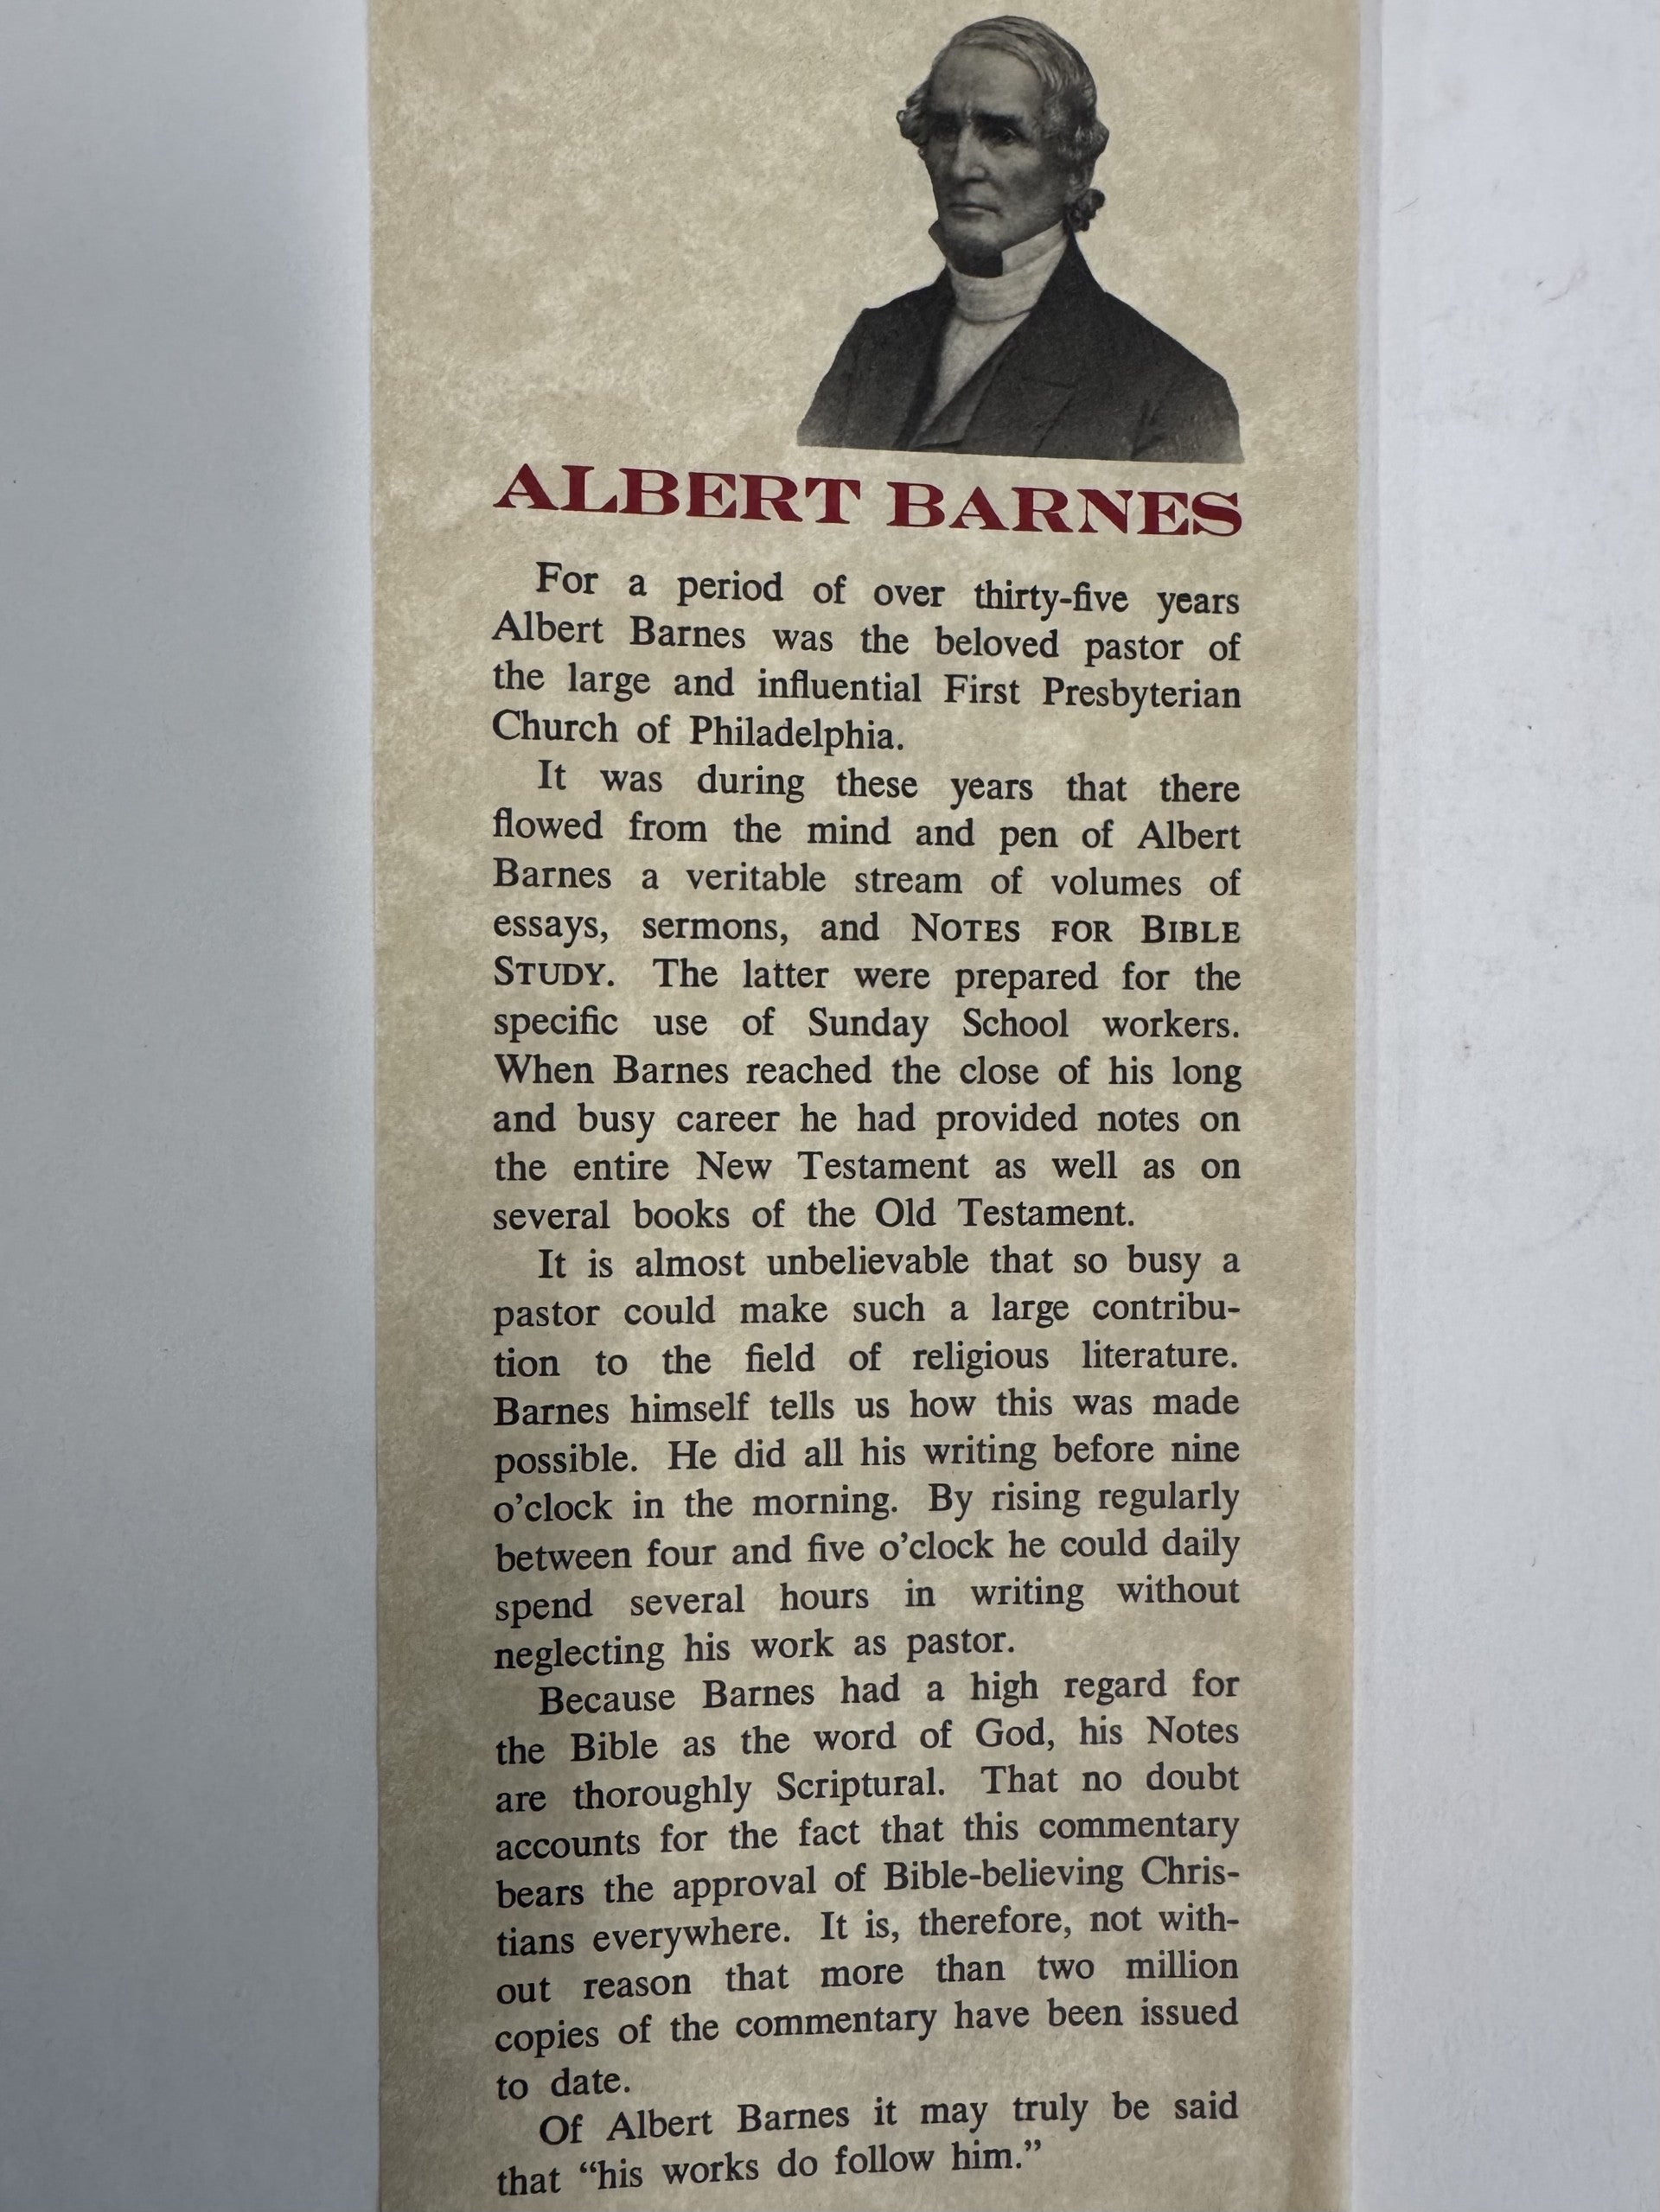 ALBERT BARNES
For a period of over thirty-five years
Albert Barnes was the beloved pastor of
the large and influential First Presbyterian
Church of Philadelphia.
It was during these years that there
flowed from the mind and pen of Albert
Barnes a veritable stream of volumes of
essays, sermons, and NOTES FOR BIBLE
STUDY. The latter were prepared for the
specific use of Sunday School workers.
When Barnes reached the close of his long
and busy career he had provided notes on
the entire New Testament as well as on
several books of the Old Testament.
It is almost unbelievable that so busy a
pastor could make such a large contribu-
tion to the field of religious literature.
Barnes himself tells us how this was made
possible. He did all his writing before nine
o’clock in the morning. By rising regularly
between four and five o’clock he could daily
spend several hours in writing without
neglecting his work as pastor.
Because Barnes had a high regard for
the Bible as the word of God, his Notes
are thoroughly Scriptural. That no doubt
accounts for the fact that this commentary
bears the approval of Bible-believing Chris-
tians everywhere. It is, therefore, not with-
out reason that more than two million
copies of the commentary have been issued
to date.
Of Albert Barnes it may truly be said
that “his works do follow him.”